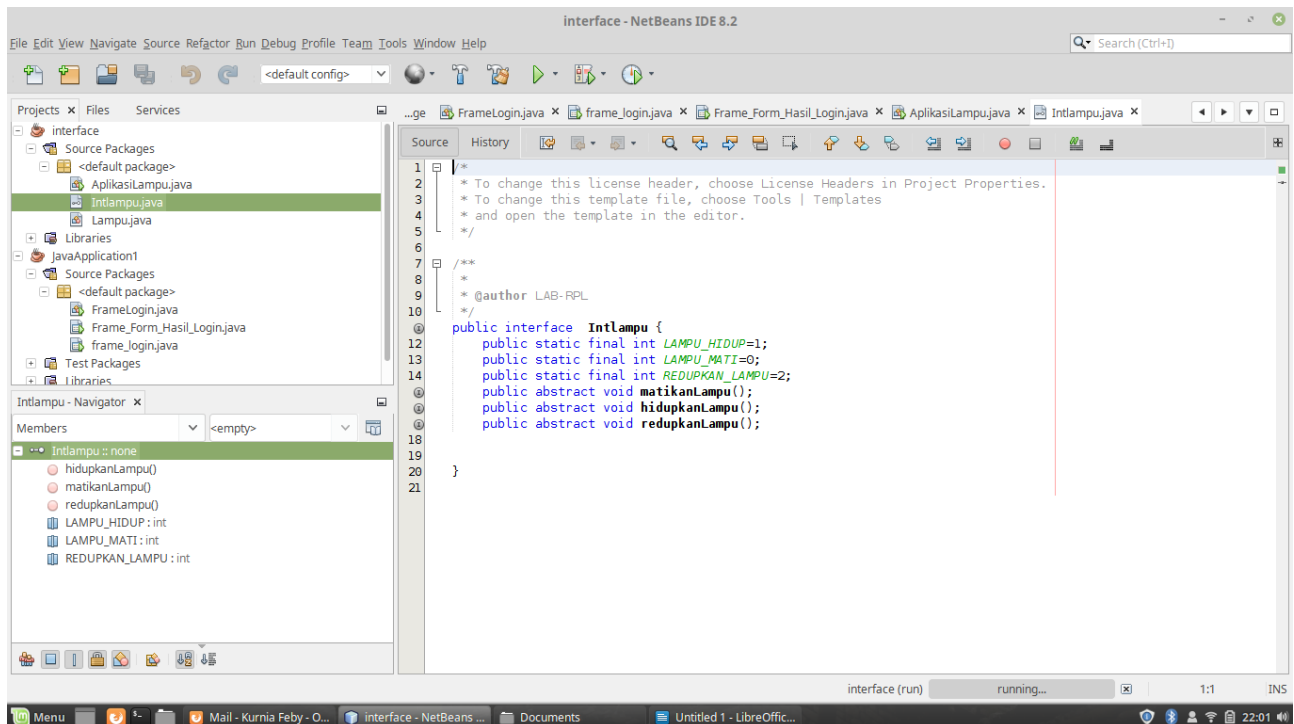 interface - NetBeans IDE 8.2
File Edit View Navigate Source Refactor Run Debug Profile Team Tools Window Help
Search (Ctrl+I)
<default config>
Projects Files Services
interface
Source Packages
<default package>
AplikasiLampu.java
Intlampu.java
Lampu.java
Libraries
JavaApplication1
Source Packages
<default package>
FrameLogin.java
Frame_Form_Hasil_Login.java
frame_login.java
Test Packages
Libraries
Intlampu - Navigator
Members <empty>
Intlampu :: none
hidupkanLampu()
matikanLampu()
redupkanLampu()
LAMPU_HIDUP : int
LAMPU_MATI : int
REDUPKAN_LAMPU : int
...ge FrameLogin.java frame_login.java Frame_Form_Hasil_Login.java AplikasiLampu.java Intlampu.java
Source History
1 /*
2 * To change this license header, choose License Headers in Project Properties.
3 * To change this template file, choose Tools | Templates
4 * and open the template in the editor.
5 */
6
7 /**
8 *
9 * @author LAB-RPL
10 */
public interface Intlampu {
12 public static final int LAMPU_HIDUP=1;
13 public static final int LAMPU_MATI=0;
14 public static final int REDUPKAN_LAMPU=2;
public abstract void matikanLampu();
public abstract void hidupkanLampu();
public abstract void redupkanLampu();
18
19
20 }
21
interface (run) running... 1:1 INS
Menu Mail - Kurnia Feby - O... interface - NetBeans ... Documents Untitled 1 - LibreOffic... 22:01